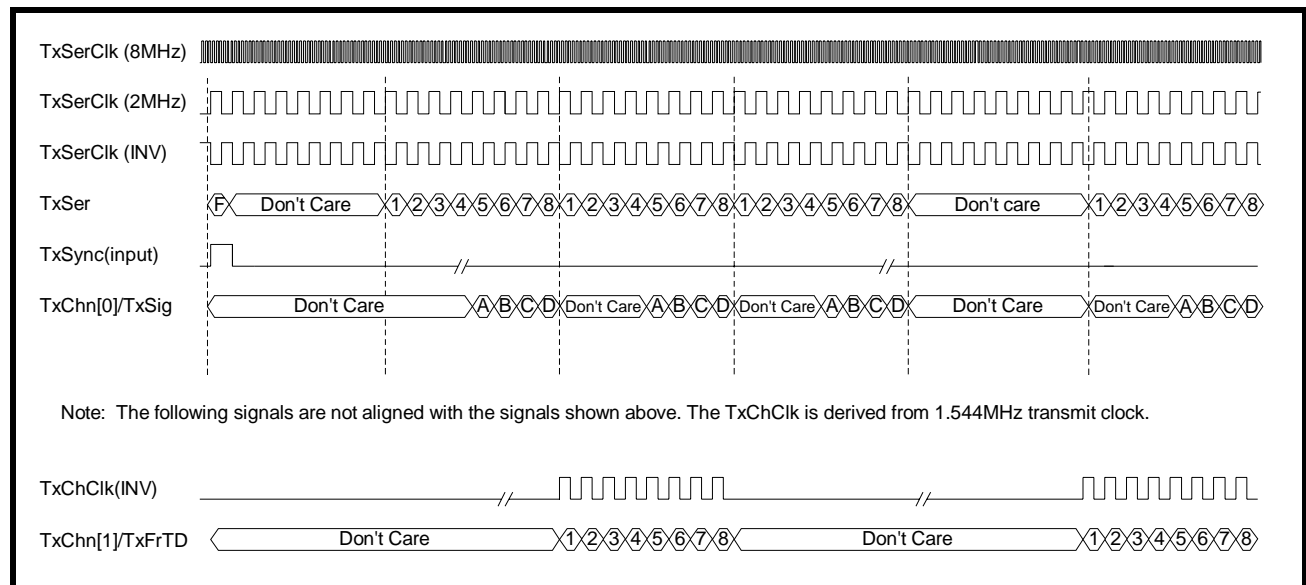 TxSerClk (8MHz)
TxSerClk (2MHz)
TxSerClk (INV)
TxSer F Don't Care 1 2 3 4 5 6 7 8 1 2 3 4 5 6 7 8 1 2 3 4 5 6 7 8 Don't care 1 2 3 4 5 6 7 8
TxSync(input)
TxChn[0]/TxSig Don't Care A B C D Don't Care A B C D Don't Care A B C D Don't Care Don't Care A B C D
Note: The following signals are not aligned with the signals shown above. The TxChClk is derived from 1.544MHz transmit clock.
TxChClk(INV)
TxChn[1]/TxFrTD Don't Care 1 2 3 4 5 6 7 8 Don't Care 1 2 3 4 5 6 7 8